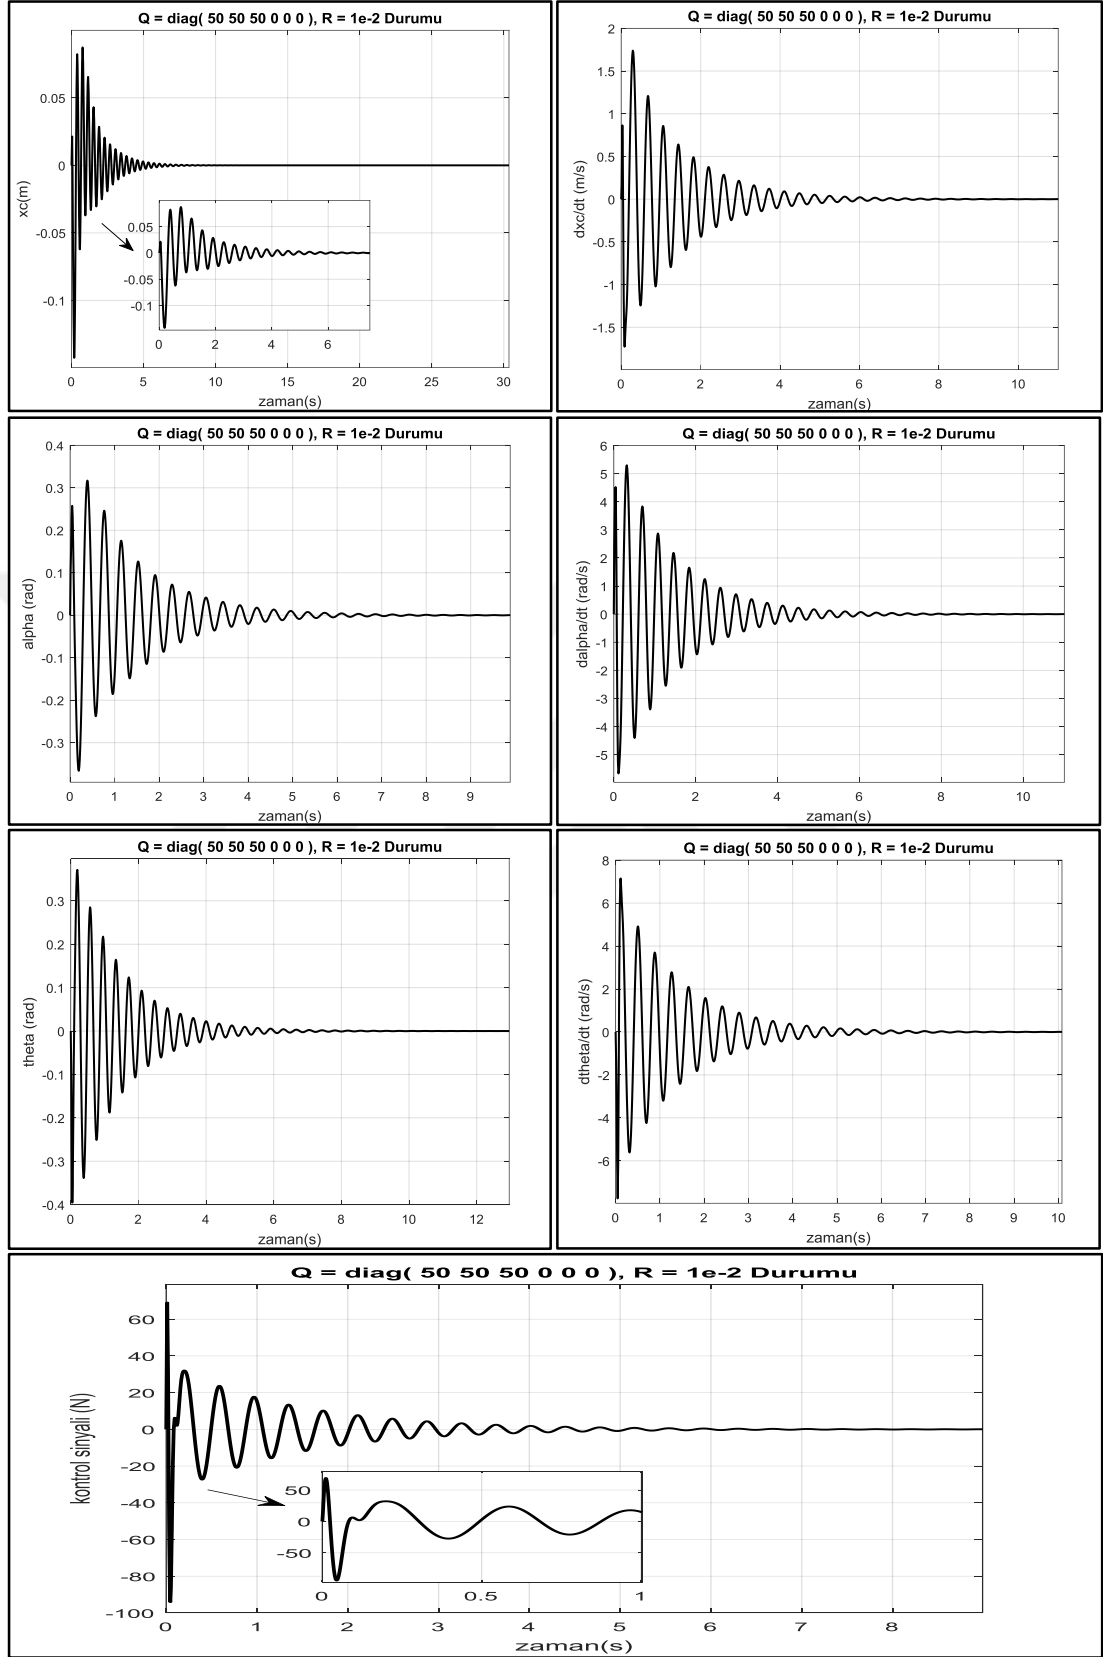 Q = diag( 50 50 50 0 0 0 ), R = 1e-2 Durumu
xc(m)
0.05
0
-0.05
-0.1
0.05
0
-0.05
-0.1
0 2 4 6
0 5 10 15 20 25 30
zaman(s)
Q = diag( 50 50 50 0 0 0 ), R = 1e-2 Durumu
dxc/dt (m/s)
2
1.5
1
0.5
0
-0.5
-1
-1.5
0 2 4 6 8 10
zaman(s)
Q = diag( 50 50 50 0 0 0 ), R = 1e-2 Durumu
alpha (rad)
0.4
0.3
0.2
0.1
0
-0.1
-0.2
-0.3
0 1 2 3 4 5 6 7 8 9
zaman(s)
Q = diag( 50 50 50 0 0 0 ), R = 1e-2 Durumu
dalpha/dt (rad/s)
6
5
4
3
2
1
0
-1
-2
-3
-4
-5
0 2 4 6 8 10
zaman(s)
Q = diag( 50 50 50 0 0 0 ), R = 1e-2 Durumu
theta (rad)
0.3
0.2
0.1
0
-0.1
-0.2
-0.3
-0.4
0 2 4 6 8 10 12
zaman(s)
Q = diag( 50 50 50 0 0 0 ), R = 1e-2 Durumu
dtheta/dt (rad/s)
8
6
4
2
0
-2
-4
-6
0 1 2 3 4 5 6 7 8 9 10
zaman(s)
Q = diag( 50 50 50 0 0 0 ), R = 1e-2 Durumu
kontrol sinyali (N)
60
40
20
0
-20
-40
-60
-80
-100
50
0
-50
0 0.5 1
0 1 2 3 4 5 6 7 8
zaman(s)